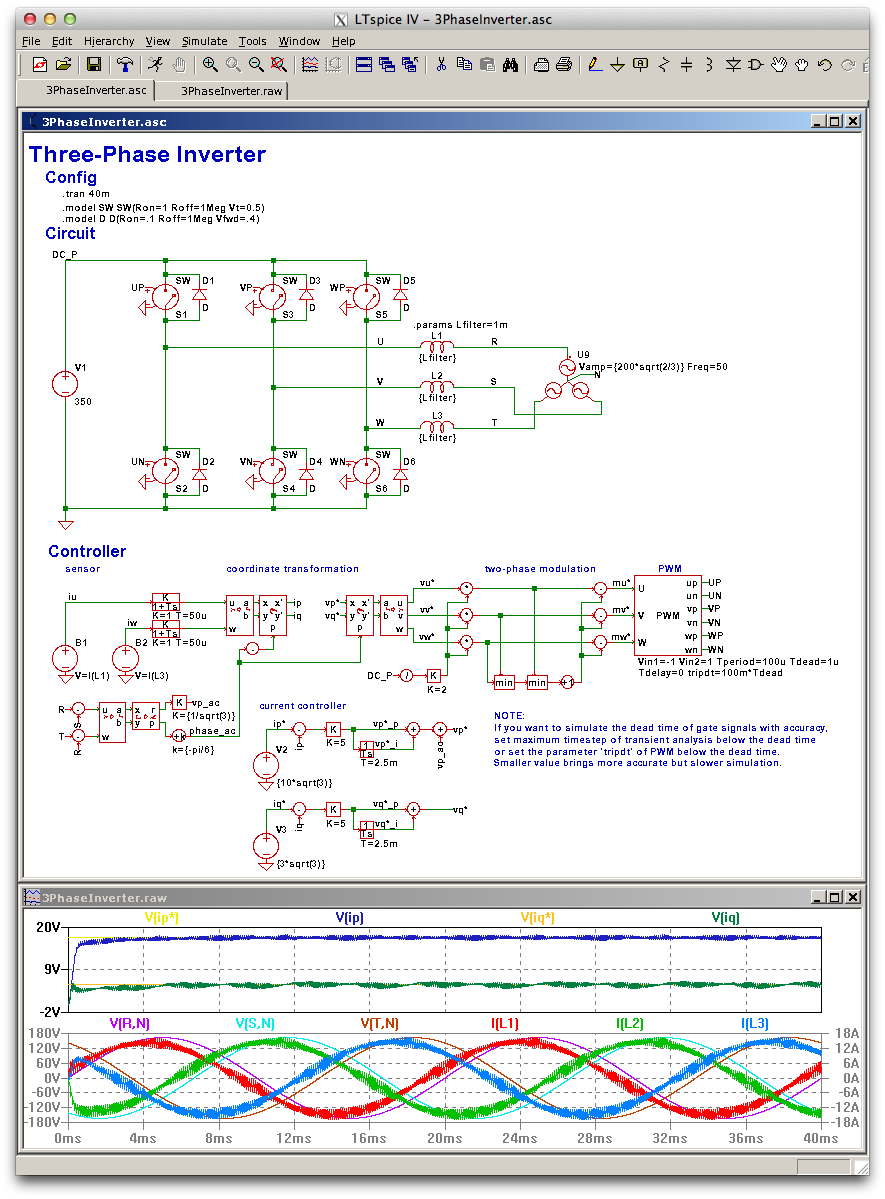 LTspice IV - 3PhaseInverter.asc
File Edit Hierarchy View Simulate Tools Window Help
3PhaseInverter.asc 3PhaseInverter.raw
3PhaseInverter.asc
Three-Phase Inverter
Config
.tran 40m
.model SW SW(Ron=1 Roff=1Meg Vt=0.5)
.model D D(Ron=.1 Roff=1Meg Vfwd=.4)
Circuit
DC_P
SW D1 SW D3 SW D5
UP VP WP
D D D
S1 S3 S5
.params Lfilter=1m
L1
U R
{Lfilter}
U9
Vamp={200*sqrt(2/3)} Freq=50
N
V1
350
L2
V S
{Lfilter}
L3
W T
{Lfilter}
SW SW SW
UN D2 VN D4 WN D6
S2 D S4 D S6 D
Controller
sensor coordinate transformation two-phase modulation PWM
iu K 1+Ts K=1 T=50u
iw K 1+Ts K=1 T=50u
B1 V=I(L1)
B2 V=I(L3)
u w a b x y x' y' p ip iq
vp* vq* x y x' y' p a b u v w
vu* vv* vw*
DC_P / K K=2
min min
mu* mv* mw*
U V W PWM up un vp vn wp wn
UP UN VP VN WP WN
Vin1=-1 Vin2=1 Tperiod=100u Tdead=1u
Tdelay=0 tripdt=100m*Tdead
R S T R u w a b x y r p
K vp_ac
K={1/sqrt(3)}
+k phase_ac
k={-pi/6}
current controller
ip* - ip K K=5 vp*_p + + vp*
1 Ts vp*_i T=2.5m vp_ac
V2
{10*sqrt(3)}
iq* - iq K K=5 vq*_p + vq*
1 Ts vq*_i T=2.5m
V3
{3*sqrt(3)}
NOTE:
If you want to simulate the dead time of gate signals with accuracy,
set maximum timestep of transient analysis below the dead time
or set the parameter 'tripdt' of PWM below the dead time.
Smaller value brings more accurate but slower simulation.
3PhaseInverter.raw
V(ip*) V(ip) V(iq*) V(iq)
20V
9V
-2V
V(R,N) V(S,N) V(T,N) I(L1) I(L2) I(L3)
180V 18A
120V 12A
60V 6A
0V 0A
-60V -6A
-120V -12A
-180V -18A
0ms 4ms 8ms 12ms 16ms 20ms 24ms 28ms 32ms 36ms 40ms